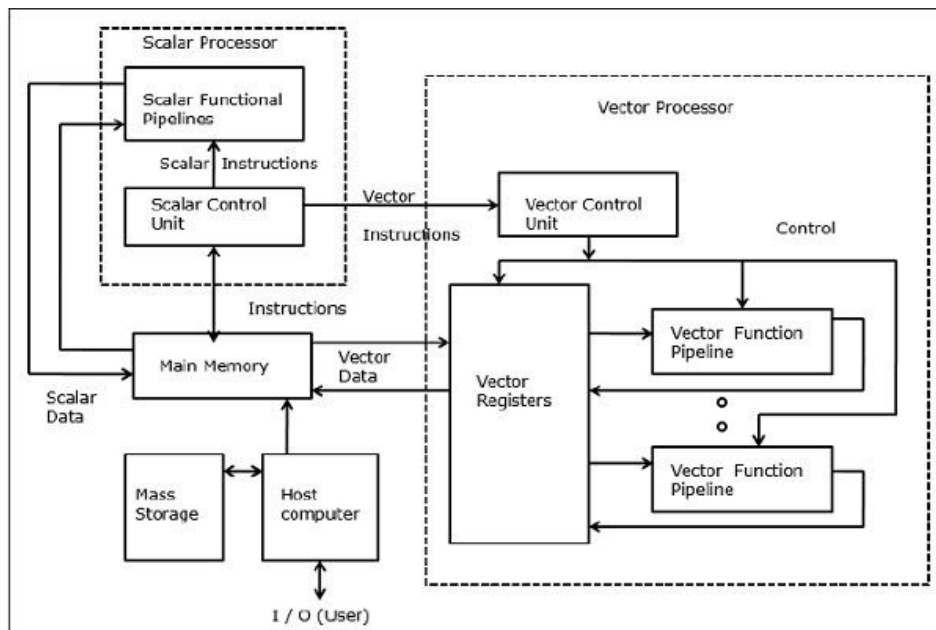 Scalar Processor
Scalar Functional
Pipelines
Scalar Instructions
Scalar Control
Unit
Instructions
Main Memory
Scalar
Data
Mass
Storage
Host
computer
I / O (User)
Vector
Instructions
Vector
Data
Vector Processor
Vector Control
Unit
Control
Vector
Registers
Vector Function
Pipeline
Vector Function
Pipeline